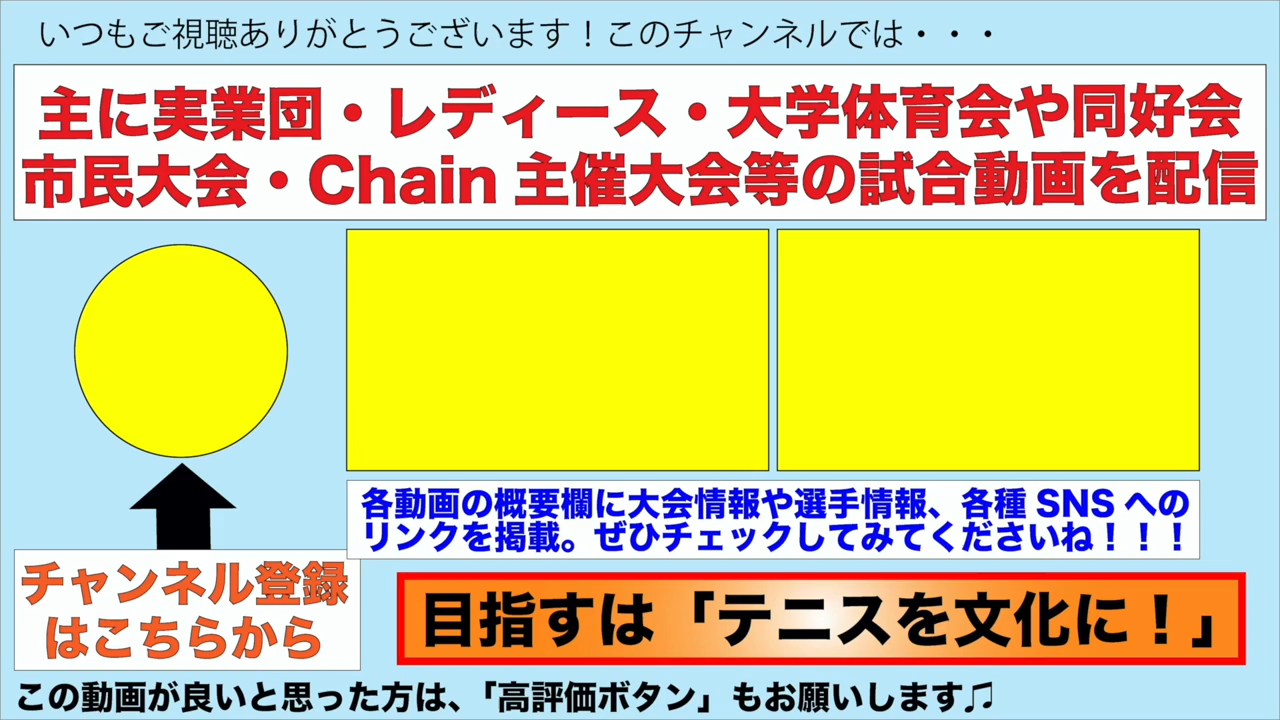 いつもご視聴ありがとうございます！このチャンネルでは・・・
主に実業団・レディース・大学体育会や同好会
市民大会・Chain 主催大会等の試合動画を配信
各動画の概要欄に大会情報や選手情報、各種 SNS への
リンクを掲載。ぜひチェックしてみてくださいね！！！
チャンネル登録
はこちらから
目指すは「テニスを文化に！」
この動画が良いと思った方は、「高評価ボタン」もお願いします♫